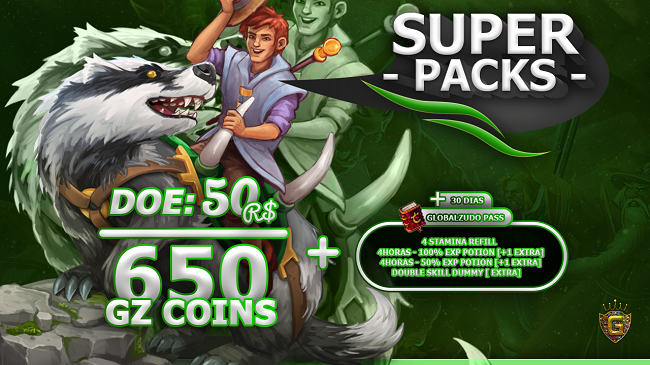 SUPER
- PACKS -
DOE: 50 R$
650
GZ COINS
+
+ 30 DIAS
GLOBALZUDO PASS
4 STAMINA REFILL
4HORAS - 100% EXP POTION [+1 EXTRA]
4HORAS - 50% EXP POTION [+1 EXTRA]
DOUBLE SKILL DUMMY [ EXTRA]
G